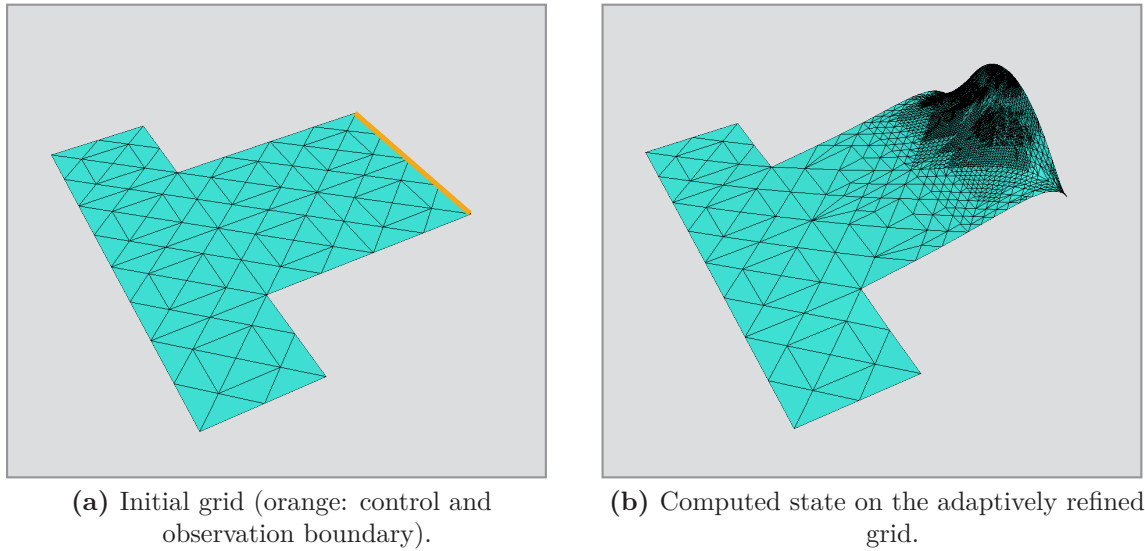 (a) Initial grid (orange: control and
observation boundary).
(b) Computed state on the adaptively refined
grid.